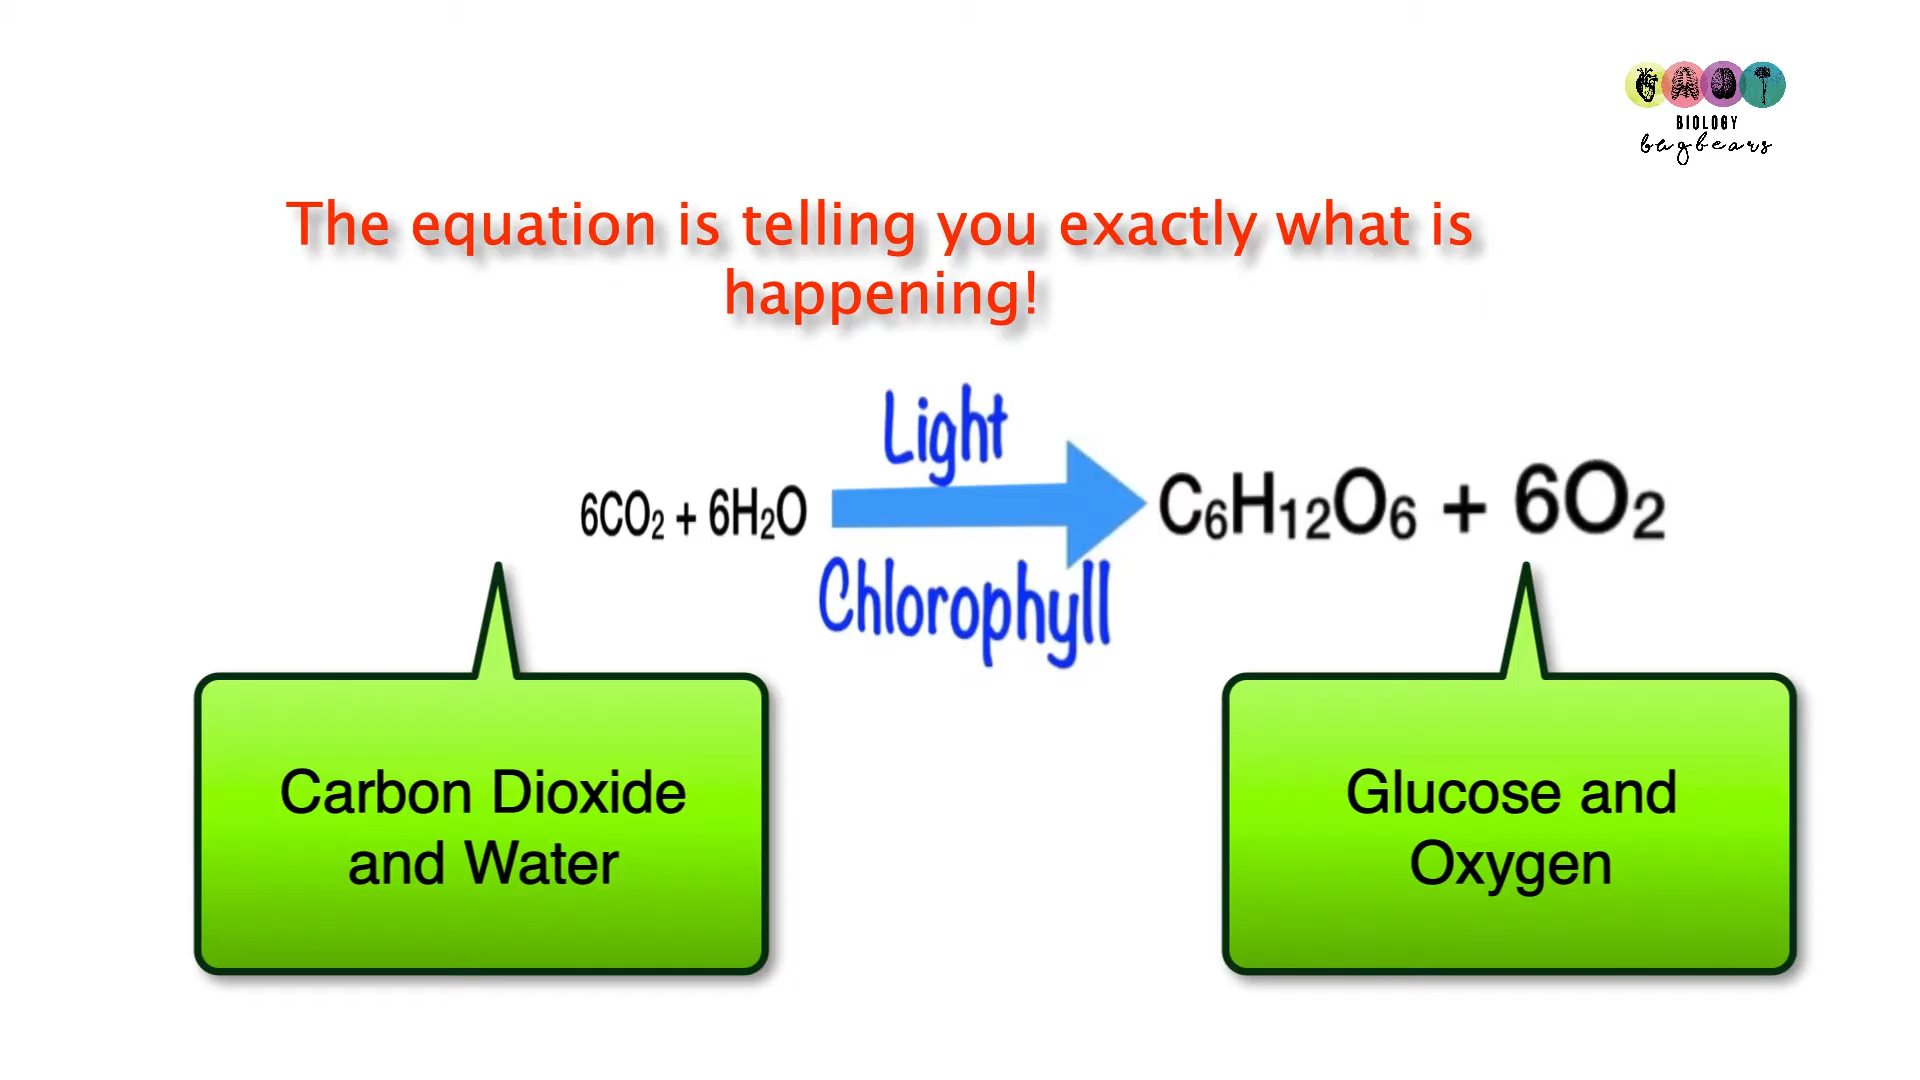 BIOLOGY
bugbears
The equation is telling you exactly what is
happening!
Light
6CO₂ + 6H₂O C₆H₁₂O₆ + 6O₂
Chlorophyll
Carbon Dioxide
and Water
Glucose and
Oxygen